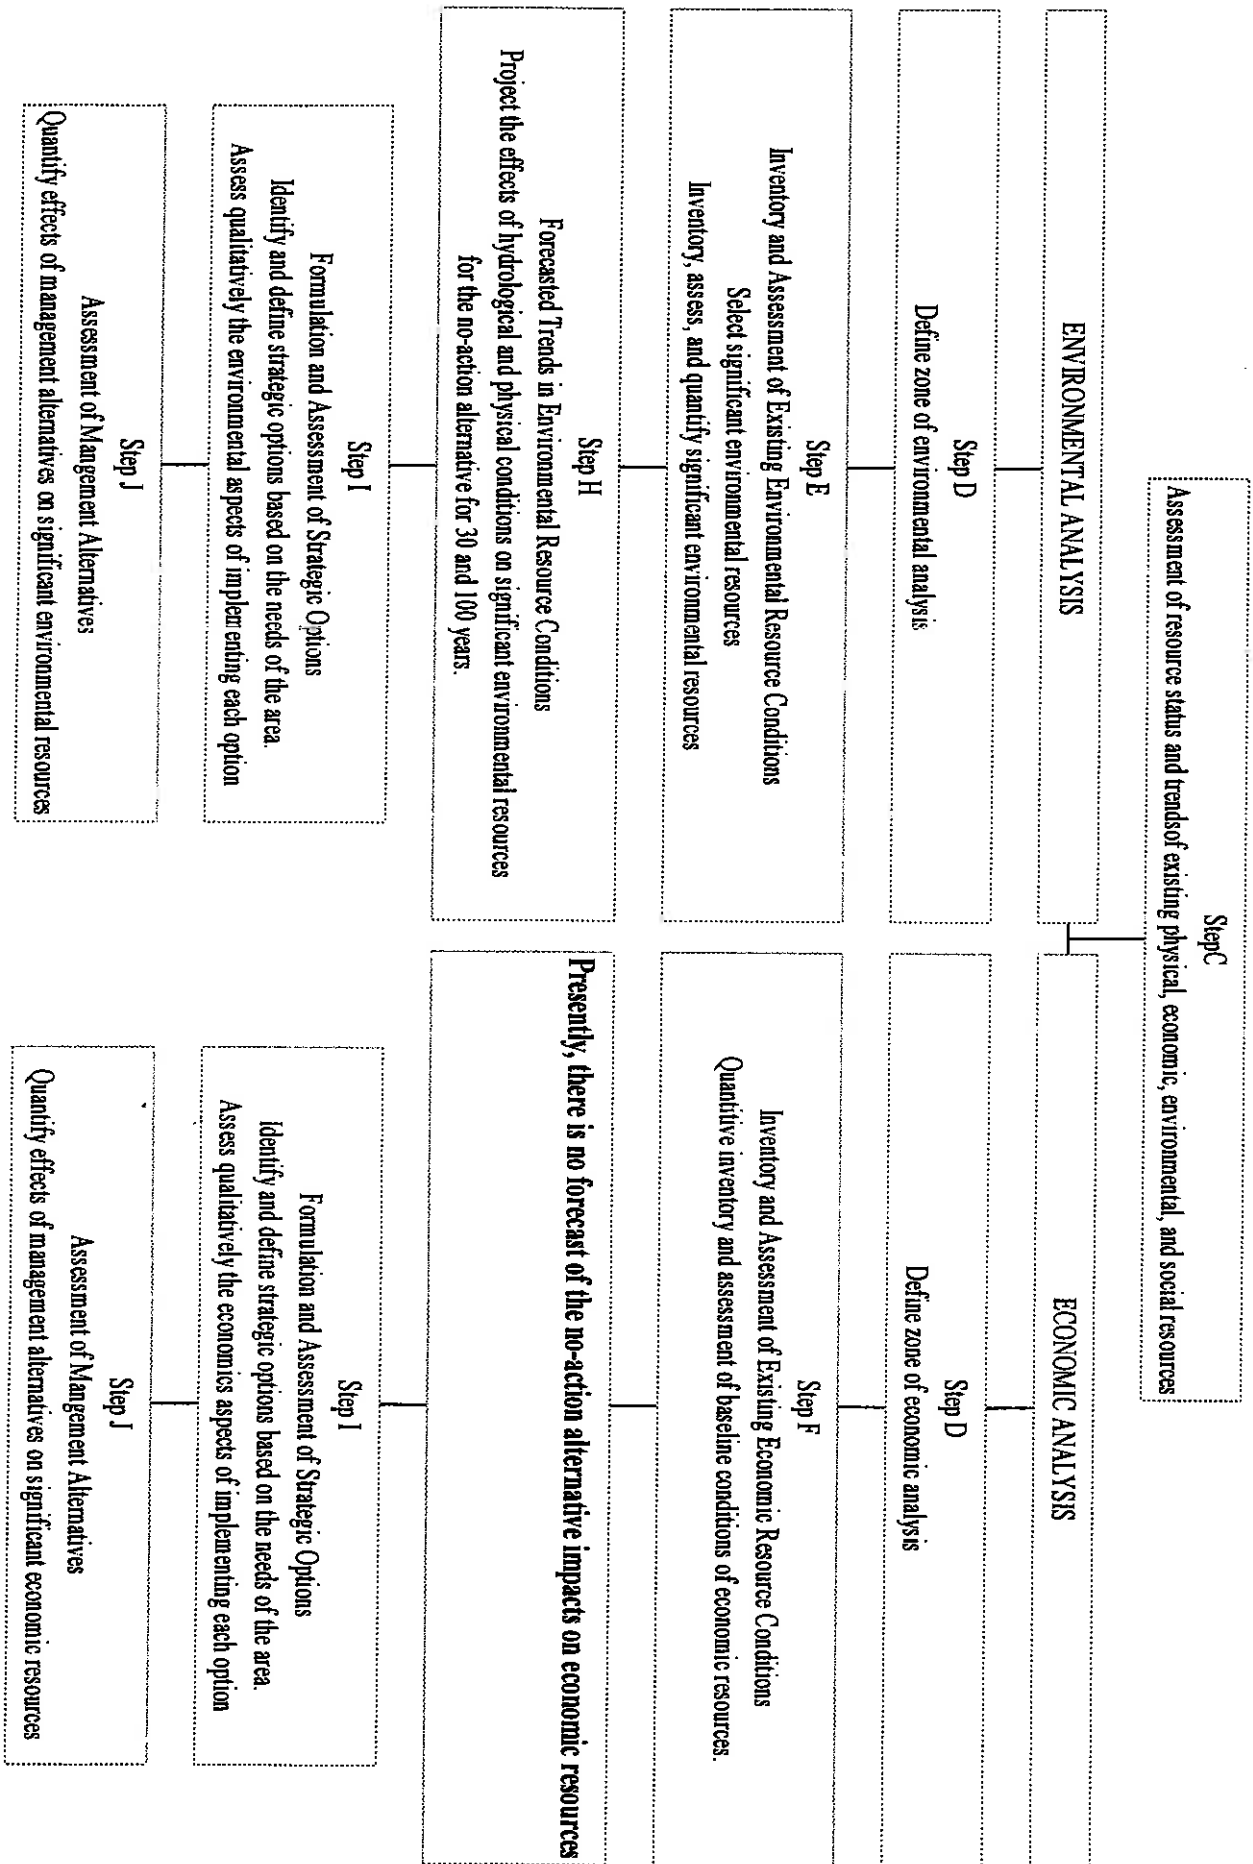 StepC
Assessment of resource status and trendsof existing physical, economic, environmental, and social resources
ENVIRONMENTAL ANALYSIS
Step D
Define zone of environmental analysis
Step E
Inventory and Assessment of Existing Environmental Resource Conditions
Select significant environmental resources
Inventory, assess, and quantify significant environmental resources
Step H
Forecasted Trends in Environmental Resource Conditions
Project the effects of hydrological and physical conditions on significant environmental resources
for the no-action alternative for 30 and 100 years.
Step I
Formulation and Assessment of Strategic Options
Identify and define strategic options based on the needs of the area.
Assess qualitatively the environmental aspects of implementing each option
Step J
Assessment of Mangement Alternatives
Quantify effects of management alternatives on significant environmental resources
ECONOMIC ANALYSIS
Step D
Define zone of economic analysis
Step F
Inventory and Assessment of Existing Economic Resource Conditions
Quantitive inventory and assessment of baseline conditions of economic resources.
Presently, there is no forecast of the no-action alternative impacts on economic resources
Step I
Formulation and Assessment of Strategic Options
Identify and define strategic options based on the needs of the area.
Assess qualitatively the economics aspects of implementing each option
Step J
Assessment of Mangement Alternatives
Quantify effects of management alternatives on significant economic resources